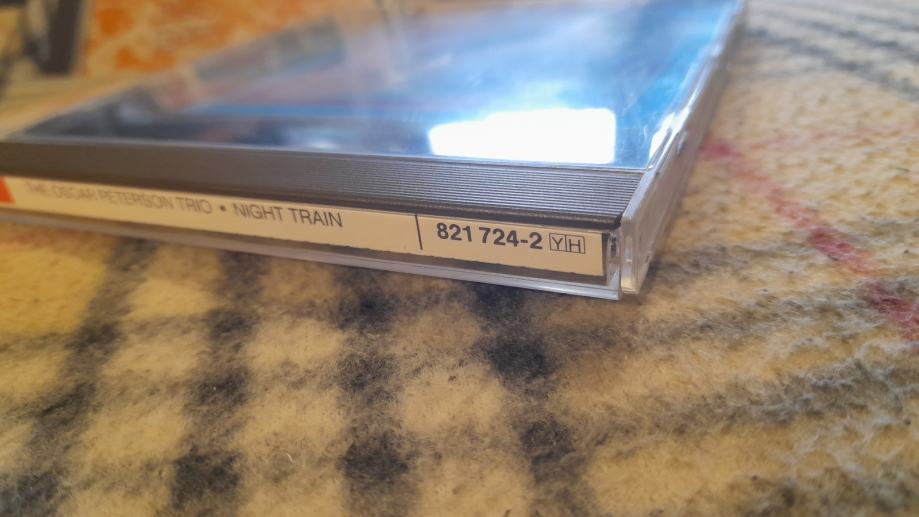 THE OSCAR PETERSON TRIO • NIGHT TRAIN 821 724-2 YH